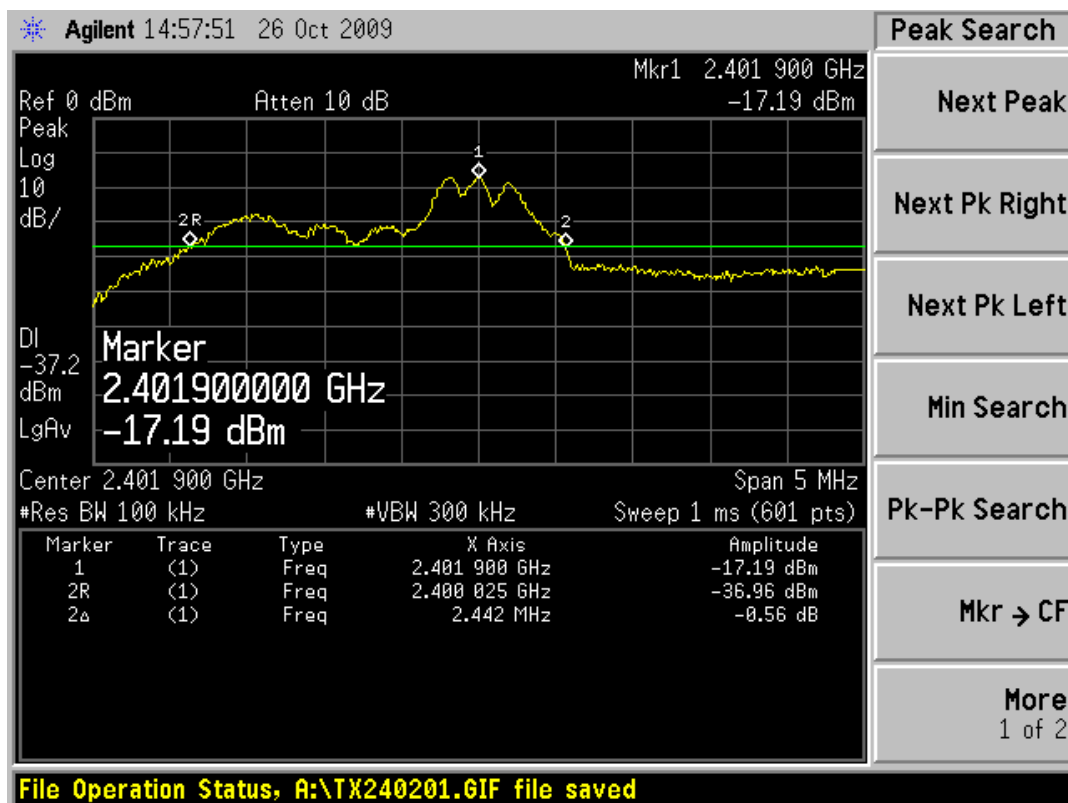 Agilent 14:57:51 26 Oct 2009
Peak Search
Mkr1 2.401 900 GHz
Ref 0 dBm Atten 10 dB -17.19 dBm
Peak
Log
10
dB/
1
2R
2
DI
-37.2
dBm
LgAv
Marker
2.401900000 GHz
-17.19 dBm
Center 2.401 900 GHz Span 5 MHz
#Res BW 100 kHz #VBW 300 kHz Sweep 1 ms (601 pts)
Marker Trace Type X Axis Amplitude
1 (1) Freq 2.401 900 GHz -17.19 dBm
2R (1) Freq 2.400 025 GHz -36.96 dBm
2Δ (1) Freq 2.442 MHz -0.56 dB
Next Peak
Next Pk Right
Next Pk Left
Min Search
Pk-Pk Search
Mkr → CF
More
1 of 2
File Operation Status, A:\TX240201.GIF file saved